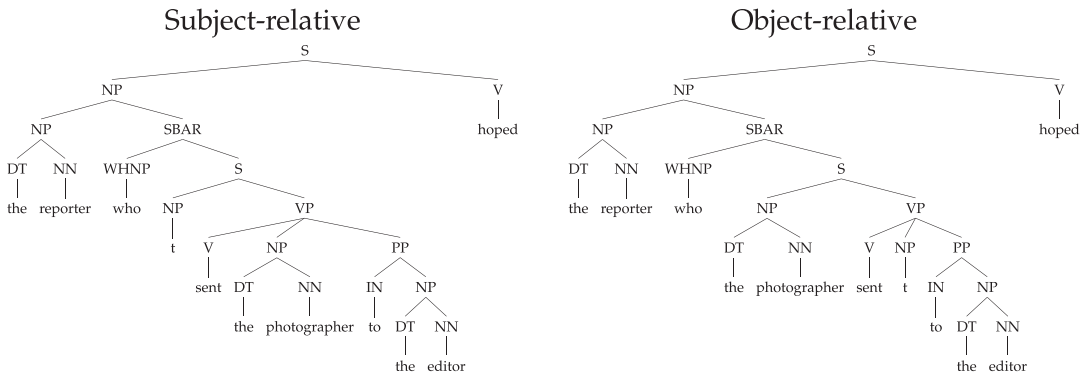 Subject-relative Object-relative
S S
NP V NP V
NP SBAR hoped NP SBAR hoped
DT NN WHNP S DT NN WHNP S
the reporter who NP VP the reporter who NP VP
t V NP PP DT NN V NP PP
sent DT NN IN NP the photographer sent t IN NP
the photographer to DT NN to DT NN
the editor the editor